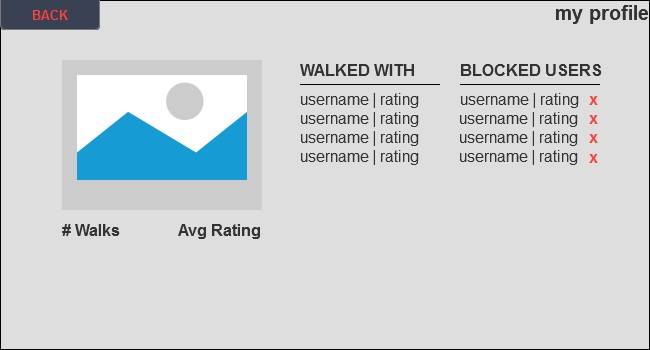 BACK
my profile
WALKED WITH
username | rating
username | rating
username | rating
username | rating
BLOCKED USERS
username | rating x
username | rating x
username | rating x
username | rating x
# Walks
Avg Rating